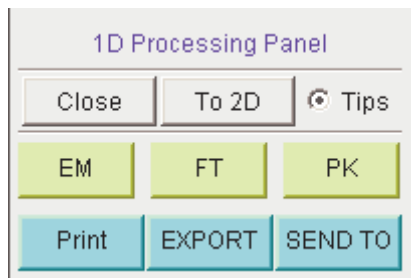 1D Processing Panel
Close To 2D Tips
EM FT PK
Print EXPORT SEND TO